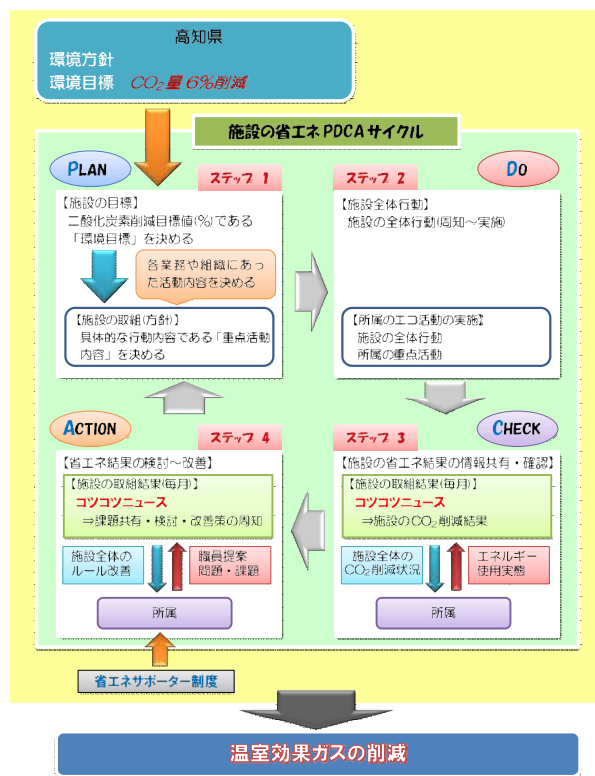 高知県
環境方針
環境目標 CO₂量6%削減
施設の省エネPDCAサイクル
PLAN
ステップ 1
【施設の目標】
二酸化炭素削減目標値(%)である
「環境目標」を決める
各業務や組織にあっ
た活動内容を決める
【施設の取組(方針)】
具体的な行動内容である「重点活動
内容」を決める
ステップ 2
DO
【施設全体行動】
施設の全体行動(周知～実施)
【所属のエコ活動の実施】
施設の全体行動
所属の重点活動
ACTION
ステップ 4
【省エネ結果の検討～改善】
【施設の取組結果(毎月)】
コツコツニュース
⇒課題共有・検討・改善策の周知
施設全体の
ルール改善
職員提案
問題・課題
所属
省エネサポーター制度
ステップ 3
CHECK
【施設の省エネ結果の情報共有・確認】
【施設の取組結果(毎月)】
コツコツニュース
⇒施設のCO₂削減結果
施設全体の
CO₂削減状況
エネルギー
使用実態
所属
温室効果ガスの削減